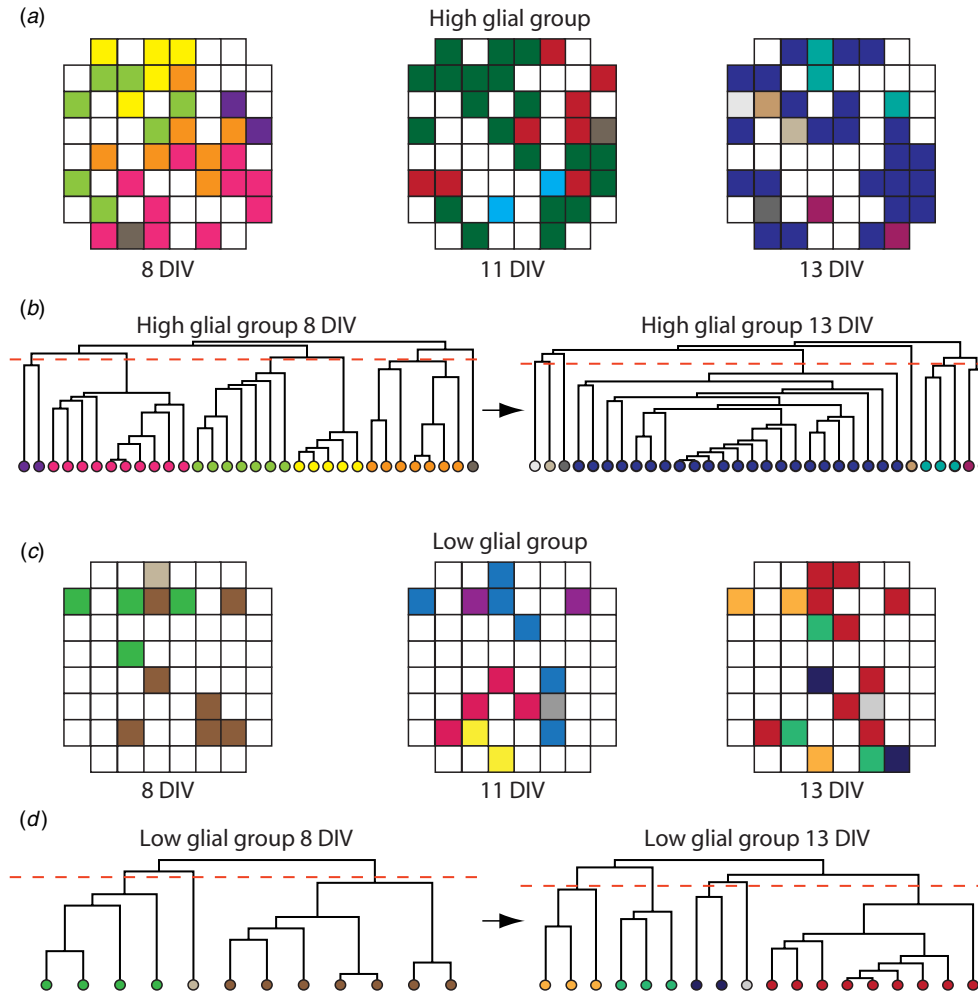 (a)
High glial group
8 DIV
11 DIV
13 DIV
(b)
High glial group 8 DIV
High glial group 13 DIV
(c)
Low glial group
8 DIV
11 DIV
13 DIV
(d)
Low glial group 8 DIV
Low glial group 13 DIV